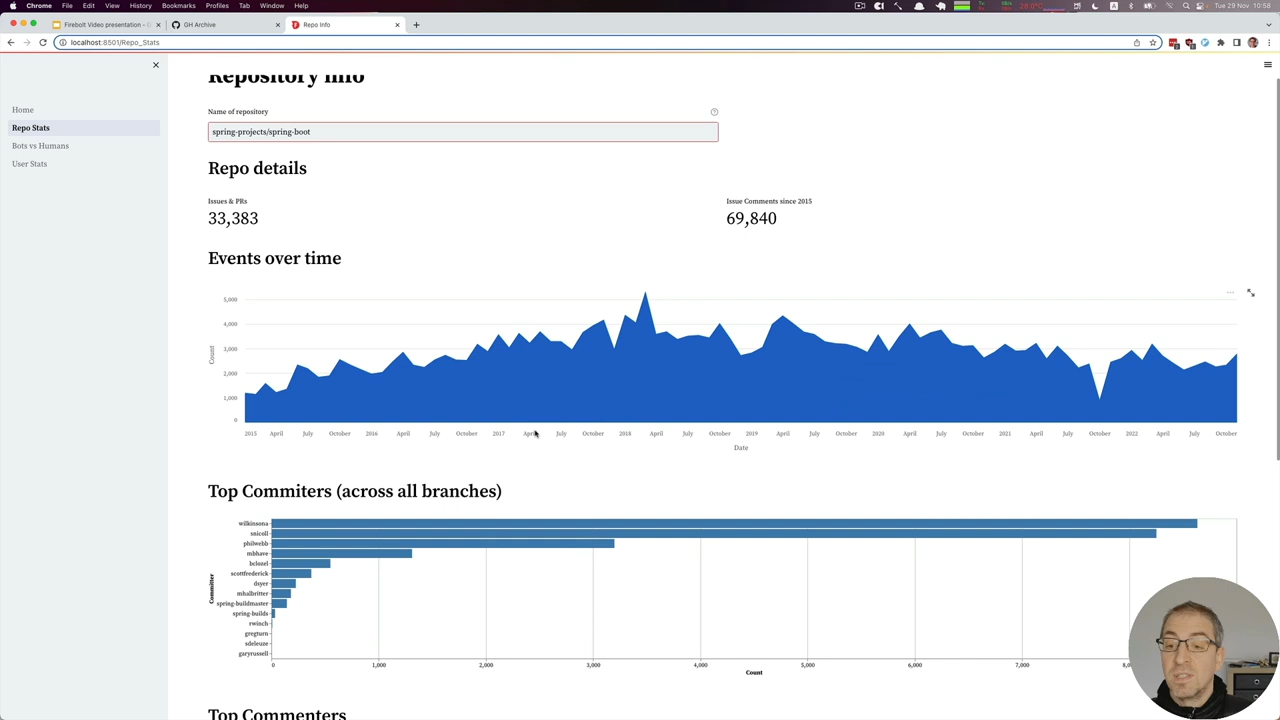 Chrome File Edit View History Bookmarks Profiles Tab Window Help
Tue 29 Nov 10:58
Firebolt Video presentation -
GH Archive
Repo Info
localhost:8501/Repo_Stats
Home
Repo Stats
Bots vs Humans
User Stats
Repository info
Name of repository
spring-projects/spring-boot
Repo details
Issues & PRs
33,383
Issue Comments since 2015
69,840
Events over time
5,000
4,000
3,000
2,000
1,000
0
Count
2015 April July October 2016 April July October 2017 April July October 2018 April July October 2019 April July October 2020 April July October 2021 April July October 2022 April July October
Date
Top Commiters (across all branches)
wilkinsona
snicoll
philwebb
mbhave
bclozel
scottfrederick
dsyer
mhalbritter
spring-buildmaster
spring-builds
rwinch
gregturn
sdeleuze
garyrussell
Committer
0 1,000 2,000 3,000 4,000 5,000 6,000 7,000
Count
Top Commenters